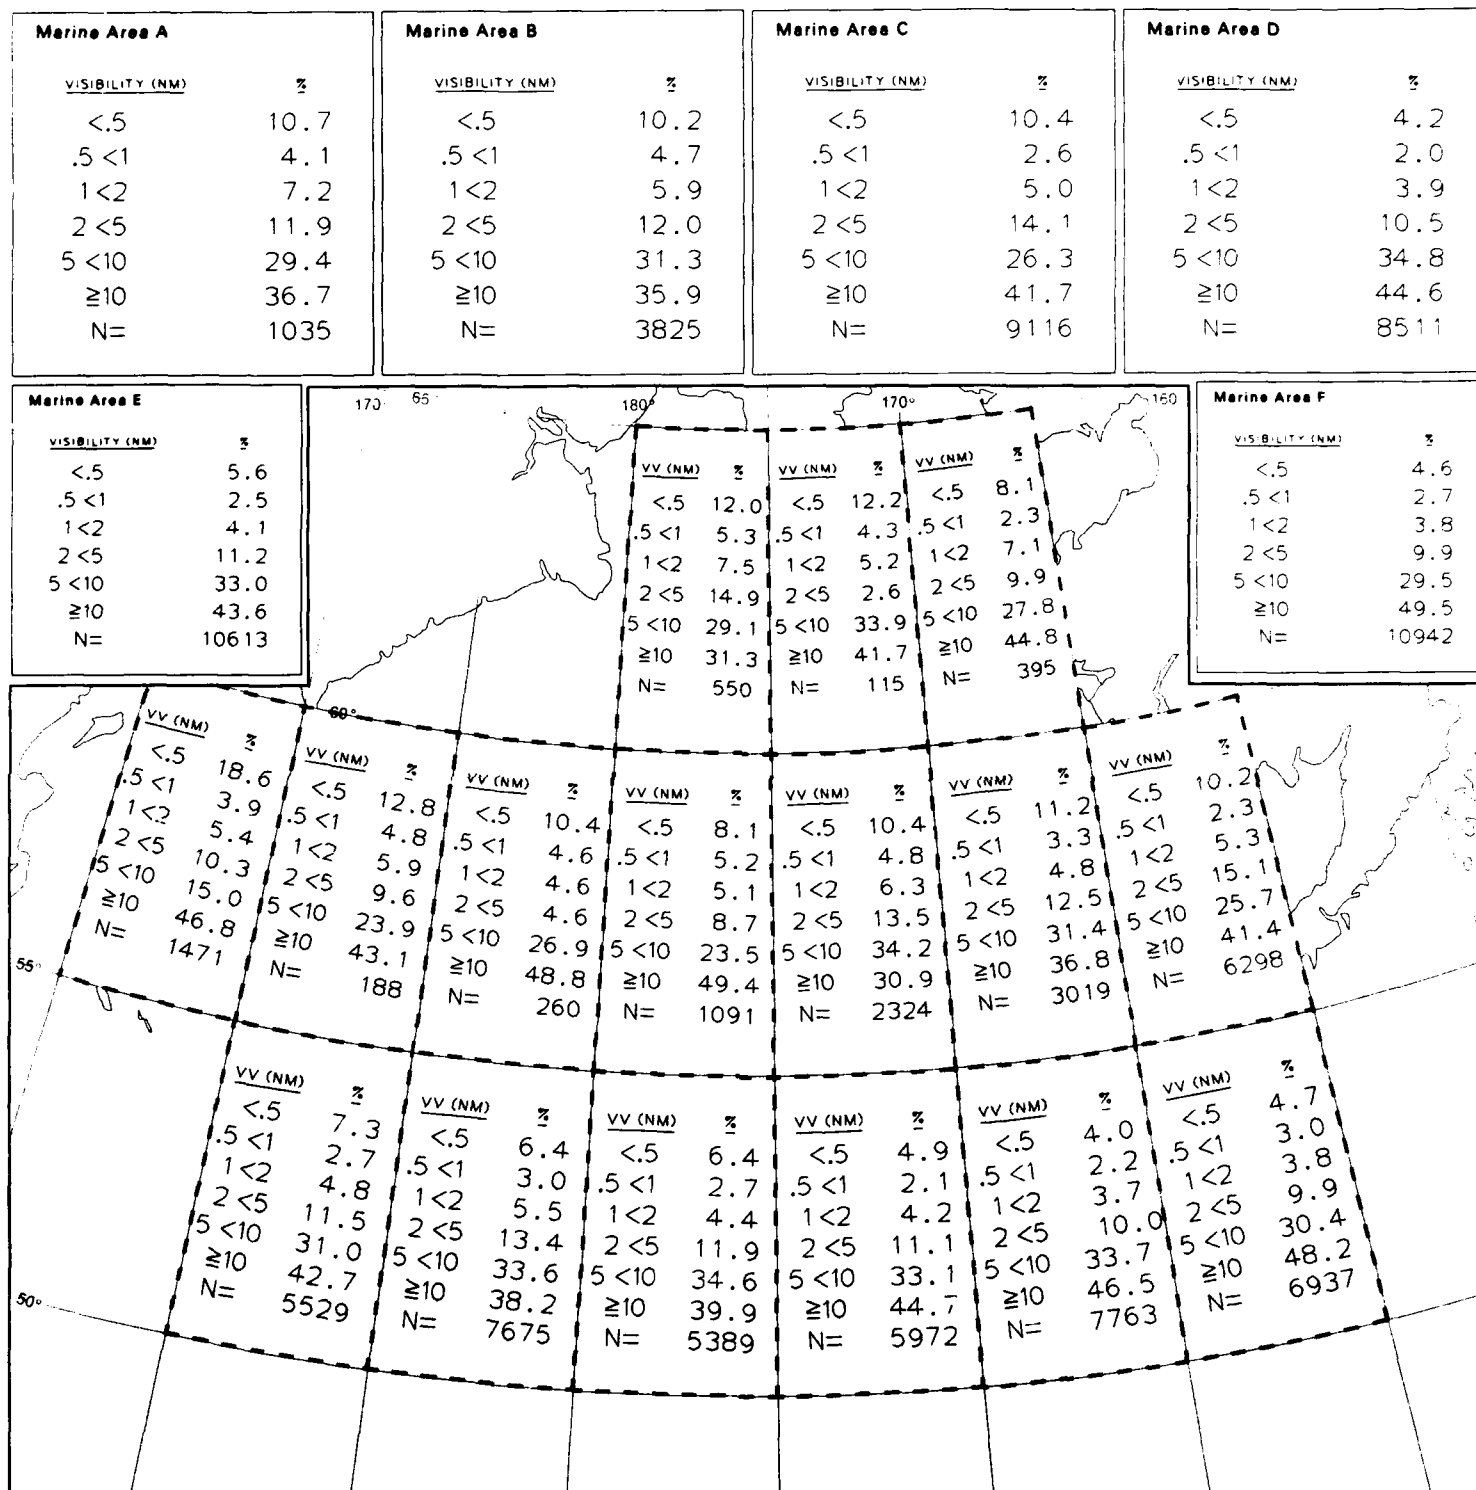 Marine Area A
VISIBILITY (NM) %
<.5 10.7
.5 <1 4.1
1<2 7.2
2 <5 11.9
5 <10 29.4
≧10 36.7
N= 1035
Marine Area B
VISIBILITY (NM) %
<.5 10.2
.5 <1 4.7
1<2 5.9
2 <5 12.0
5 <10 31.3
≧10 35.9
N= 3825
Marine Area C
VISIBILITY (NM) %
<.5 10.4
.5 <1 2.6
1<2 5.0
2 <5 14.1
5 <10 26.3
≧10 41.7
N= 9116
Marine Area D
VISIBILITY (NM) %
<.5 4.2
.5 <1 2.0
1<2 3.9
2 <5 10.5
5 <10 34.8
≧10 44.6
N= 8511
Marine Area E
VISIBILITY (NM) %
<.5 5.6
.5 <1 2.5
1<2 4.1
2 <5 11.2
5 <10 33.0
≧10 43.6
N= 10613
170° 65° 180° 170° 160
Marine Area F
VISIBILITY (NM) %
<.5 4.6
.5 <1 2.7
1<2 3.8
2 <5 9.9
5 <10 29.5
≧10 49.5
N= 10942
VV (NM) %
<.5 12.0
.5 <1 5.3
1<2 7.5
2 <5 14.9
5 <10 29.1
≧10 31.3
N= 550
VV (NM) %
<.5 12.2
.5 <1 4.3
1<2 5.2
2 <5 2.6
5 <10 33.9
≧10 41.7
N= 115
VV (NM) %
<.5 8.1
.5 <1 2.3
1<2 7.1
2 <5 9.9
5 <10 27.8
≧10 44.8
N= 395
60°
VV (NM) %
<.5 18.6
.5 <1 3.9
1<2 5.4
2 <5 10.3
5 <10 15.0
≧10 46.8
N= 1471
VV (NM) %
<.5 12.8
.5 <1 4.8
1<2 5.9
2 <5 9.6
5 <10 23.9
≧10 43.1
N= 188
VV (NM) %
<.5 10.4
.5 <1 4.6
1<2 4.6
2 <5 4.6
5 <10 26.9
≧10 48.8
N= 260
VV (NM) %
<.5 8.1
.5 <1 5.2
1<2 5.1
2 <5 8.7
5 <10 23.5
≧10 49.4
N= 1091
VV (NM) %
<.5 10.4
.5 <1 4.8
1<2 6.3
2 <5 13.5
5 <10 34.2
≧10 30.9
N= 2324
VV (NM) %
<.5 11.2
.5 <1 3.3
1<2 4.8
2 <5 12.5
5 <10 31.4
≧10 36.8
N= 3019
VV (NM) %
<.5 10.2
.5 <1 2.3
1<2 5.3
2 <5 15.1
5 <10 25.7
≧10 41.4
N= 6298
55°
VV (NM) %
<.5 7.3
.5 <1 2.7
1<2 4.8
2 <5 11.5
5 <10 31.0
≧10 42.7
N= 5529
VV (NM) %
<.5 6.4
.5 <1 3.0
1<2 5.5
2 <5 13.4
5 <10 33.6
≧10 38.2
N= 7675
VV (NM) %
<.5 6.4
.5 <1 2.7
1<2 4.4
2 <5 11.9
5 <10 34.6
≧10 39.9
N= 5389
VV (NM) %
<.5 4.9
.5 <1 2.1
1<2 4.2
2 <5 11.1
5 <10 33.1
≧10 44.7
N= 5972
VV (NM) %
<.5 4.0
.5 <1 2.2
1<2 3.7
2 <5 10.0
5 <10 33.7
≧10 46.5
N= 7763
VV (NM) %
<.5 4.7
.5 <1 3.0
1<2 3.8
2 <5 9.9
5 <10 30.4
≧10 48.2
N= 6937
50°